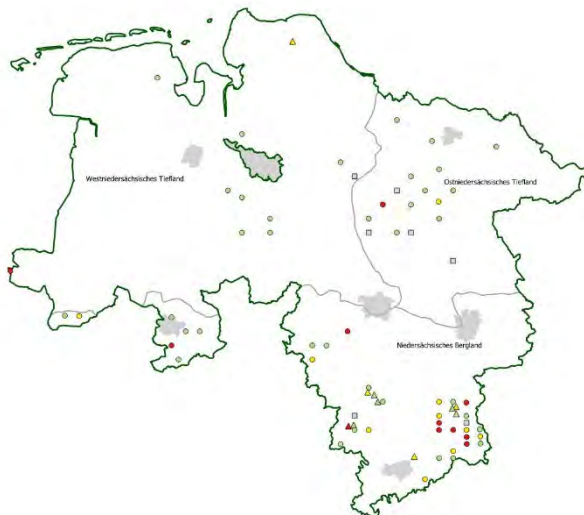 Westniedersächsisches Tiefland
Ostniedersächsisches Tiefland
Niedersächsisches Bergland